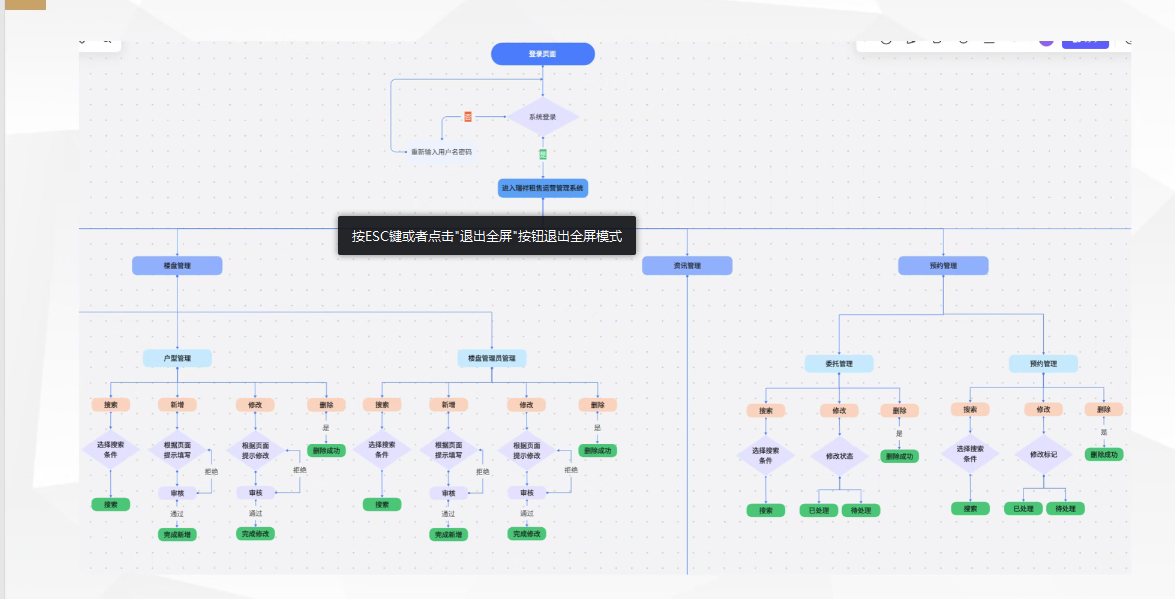 登录页面
系统登录
否
重新输入用户名密码
是
进入瑞祥租售运营管理系统
按ESC键或者点击"退出全屏"按钮退出全屏模式
楼盘管理
资讯管理
预约管理
户型管理
楼盘管理员管理
委托管理
预约管理
搜索
新增
修改
删除
搜索
新增
修改
删除
搜索
修改
删除
搜索
修改
删除
是
是
是
是
选择搜索
条件
根据页面
提示填写
根据页面
提示修改
删除成功
选择搜索
条件
根据页面
提示填写
根据页面
提示修改
删除成功
选择搜索
条件
修改状态
删除成功
选择搜索
条件
修改标记
删除成功
拒绝
拒绝
拒绝
拒绝
审核
审核
审核
审核
搜索
通过
通过
搜索
通过
通过
搜索
已处理
待处理
搜索
已处理
待处理
完成新增
完成修改
完成新增
完成修改